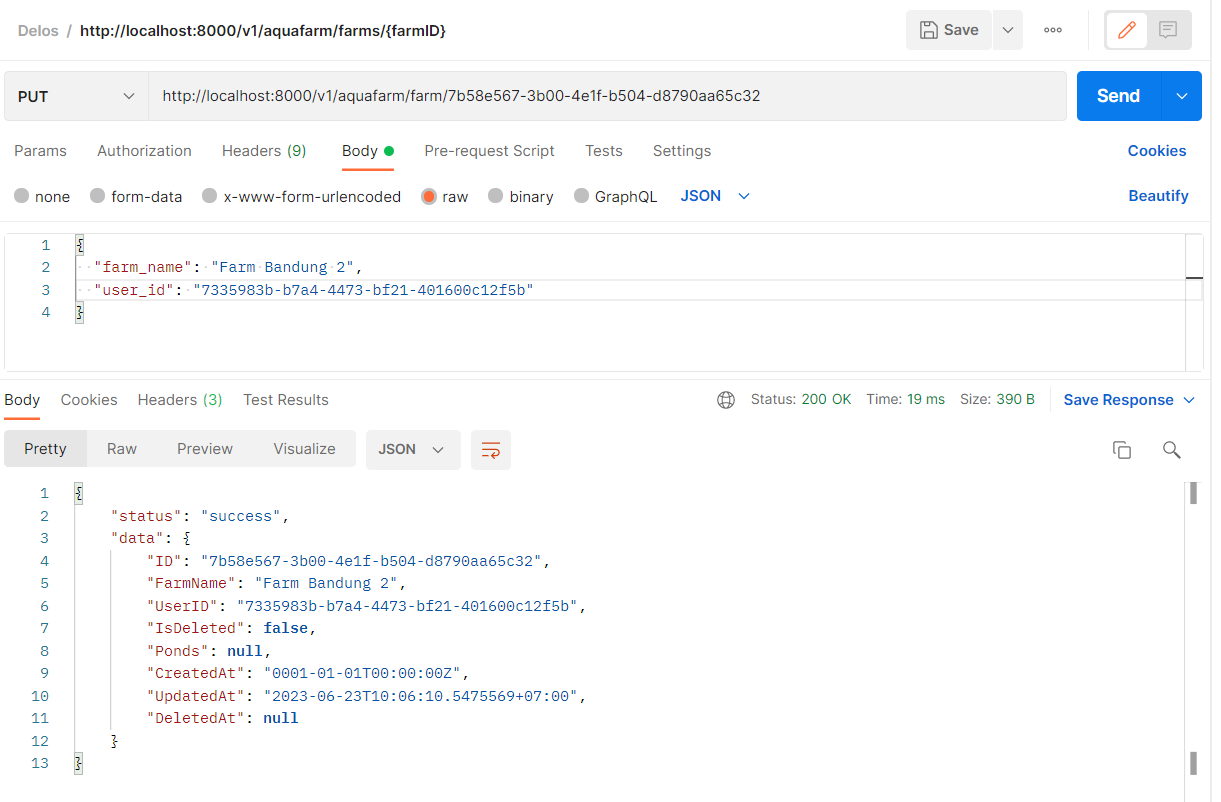 Delos / http://localhost:8000/v1/aquafarm/farms/{farmID}
Save
PUT
http://localhost:8000/v1/aquafarm/farm/7b58e567-3b00-4e1f-b504-d8790aa65c32
Send
Params Authorization Headers (9) Body Pre-request Script Tests Settings Cookies
none form-data x-www-form-urlencoded raw binary GraphQL JSON Beautify
1 {
2 "farm_name": "Farm Bandung 2",
3 "user_id": "7335983b-b7a4-4473-bf21-401600c12f5b"
4 }
Body Cookies Headers (3) Test Results Status: 200 OK Time: 19 ms Size: 390 B Save Response
Pretty Raw Preview Visualize JSON
1 {
2 "status": "success",
3 "data": {
4 "ID": "7b58e567-3b00-4e1f-b504-d8790aa65c32",
5 "FarmName": "Farm Bandung 2",
6 "UserID": "7335983b-b7a4-4473-bf21-401600c12f5b",
7 "IsDeleted": false,
8 "Ponds": null,
9 "CreatedAt": "0001-01-01T00:00:00Z",
10 "UpdatedAt": "2023-06-23T10:06:10.5475569+07:00",
11 "DeletedAt": null
12 }
13 }